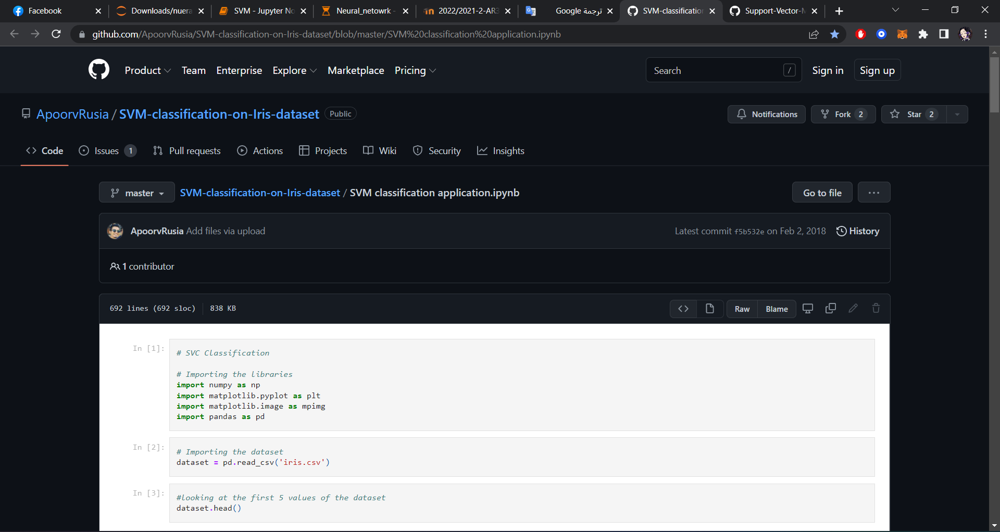 Facebook
Downloads/nuera
SVM - Jupyter No
Neural_netowrk -
2022/2021-2-AR3
ترجمة Google
SVM-classification
Support-Vector-M
github.com/ApoorvRusia/SVM-classification-on-Iris-dataset/blob/master/SVM%20classification%20application.ipynb
Product Team Enterprise Explore Marketplace Pricing
Search /
Sign in Sign up
ApoorvRusia / SVM-classification-on-Iris-dataset Public
Notifications Fork 2 Star 2
Code Issues 1 Pull requests Actions Projects Wiki Security Insights
master SVM-classification-on-Iris-dataset / SVM classification application.ipynb
Go to file ...
ApoorvRusia Add files via upload
Latest commit f5b532e on Feb 2, 2018 History
1 contributor
692 lines (692 sloc) 838 KB
<> Raw Blame
In [1]:
# SVC Classification
# Importing the libraries
import numpy as np
import matplotlib.pyplot as plt
import matplotlib.image as mpimg
import pandas as pd
In [2]:
# Importing the dataset
dataset = pd.read_csv('iris.csv')
In [3]:
#looking at the first 5 values of the dataset
dataset.head()